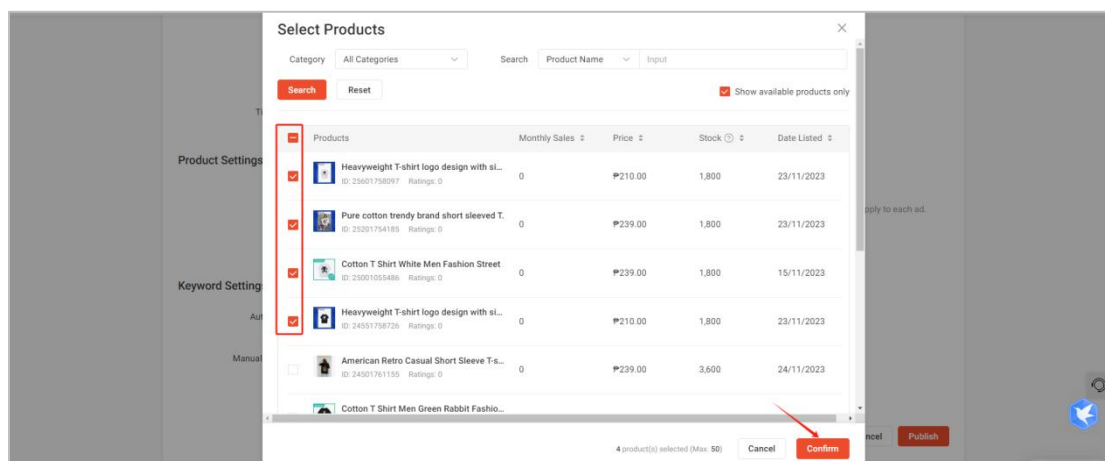 Select Products
Category All Categories Search Product Name Input
Search Reset Show available products only
Ti
Products Monthly Sales Price Stock Date Listed
Product Settings
Heavyweight T-shirt logo design with si...
ID: 25601758097 Ratings: 0
0 ₱210.00 1,800 23/11/2023
pply to each ad.
Pure cotton trendy brand short sleeved T.
ID: 25201754185 Ratings: 0
0 ₱239.00 1,800 23/11/2023
Cotton T Shirt White Men Fashion Street
ID: 25001055486 Ratings: 0
0 ₱239.00 1,800 15/11/2023
Keyword Setting
Heavyweight T-shirt logo design with si...
ID: 24551758726 Ratings: 0
0 ₱210.00 1,800 23/11/2023
Aut
Manual
American Retro Casual Short Sleeve T-s...
ID: 24501761155 Ratings: 0
0 ₱239.00 3,600 24/11/2023
Cotton T Shirt Men Green Rabbit Fashio...
4 product(s) selected (Max. 50) Cancel Confirm
ncel Publish